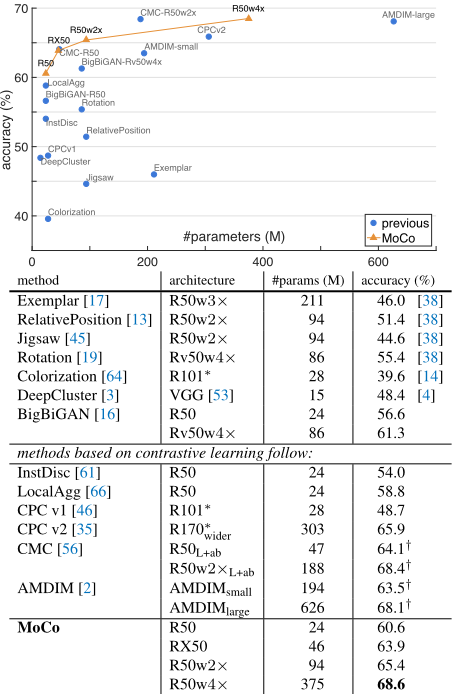 70
60
50
40
accuracy (%)
CMC-R50w2x
R50w4x
AMDIM-large
R50w2x
CPCv2
RX50
AMDIM-small
CMC-R50
R50
BigBiGAN-Rv50w4x
LocalAgg
BigBiGAN-R50
Rotation
InstDisc
RelativePosition
CPCv1
DeepCluster
Exemplar
Jigsaw
Colorization
previous
MoCo
#parameters (M)
0 200 400 600
method architecture #params (M) accuracy (%)
Exemplar [17] R50w3× 211 46.0 [38]
RelativePosition [13] R50w2× 94 51.4 [38]
Jigsaw [45] R50w2× 94 44.6 [38]
Rotation [19] Rv50w4× 86 55.4 [38]
Colorization [64] R101* 28 39.6 [14]
DeepCluster [3] VGG [53] 15 48.4 [4]
BigBiGAN [16] R50 24 56.6
Rv50w4× 86 61.3
methods based on contrastive learning follow:
InstDisc [61] R50 24 54.0
LocalAgg [66] R50 24 58.8
CPC v1 [46] R101* 28 48.7
CPC v2 [35] R170*wider 303 65.9
CMC [56] R50L+ab 47 64.1†
R50w2×L+ab 188 68.4†
AMDIM [2] AMDIMsmall 194 63.5†
AMDIMlarge 626 68.1†
MoCo R50 24 60.6
RX50 46 63.9
R50w2× 94 65.4
R50w4× 375 68.6